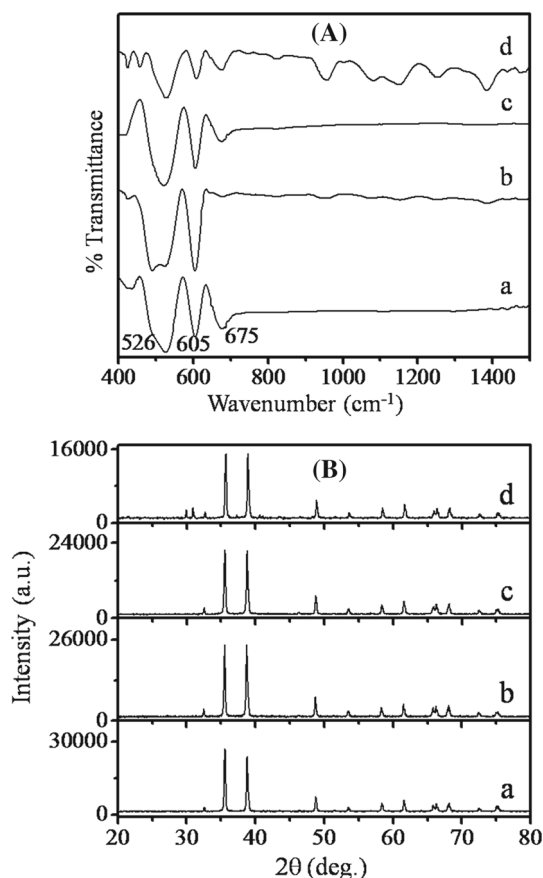 (A)
d
c
b
a
526 605 675
% Transmittance
400 600 800 1000 1200 1400
Wavenumber (cm⁻¹)
(B)
16000
d
0
24000
c
0
26000
b
0
30000
a
0
Intensity (a.u.)
20 30 40 50 60 70 80
2θ (deg.)